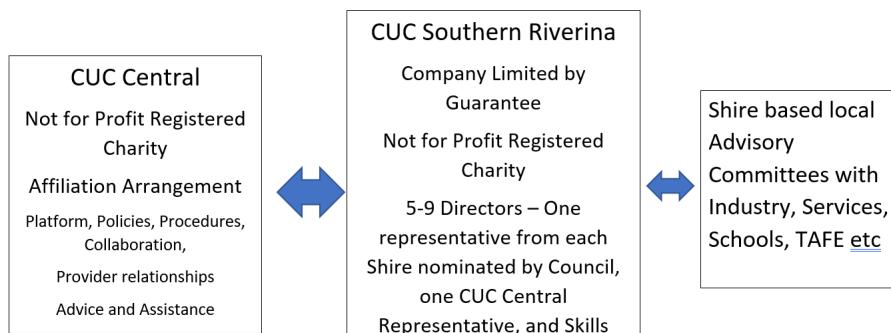 CUC Central
Not for Profit Registered
Charity
Affiliation Arrangement
Platform, Policies, Procedures,
Collaboration,
Provider relationships
Advice and Assistance
CUC Southern Riverina
Company Limited by
Guarantee
Not for Profit Registered
Charity
5-9 Directors – One
representative from each
Shire nominated by Council,
one CUC Central
Representative, and Skills
Shire based local
Advisory
Committees with
Industry, Services,
Schools, TAFE etc